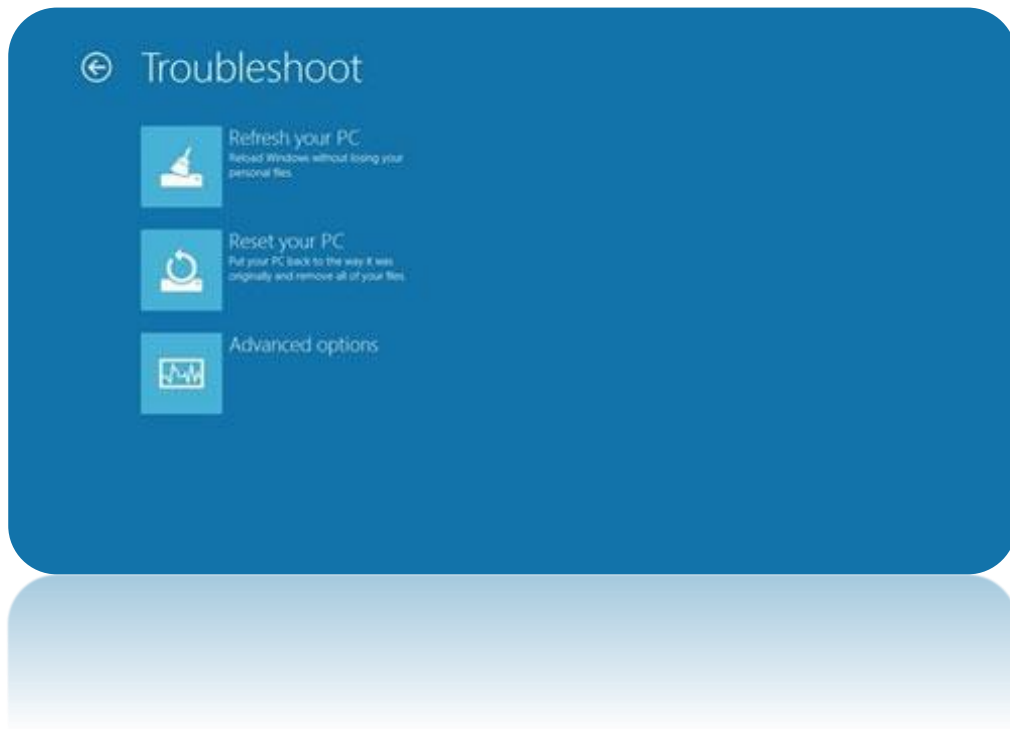 Troubleshoot
Refresh your PC
Reload Windows without losing your
personal files.
Reset your PC
Put your PC back to the way it was
originally and remove all of your files.
Advanced options